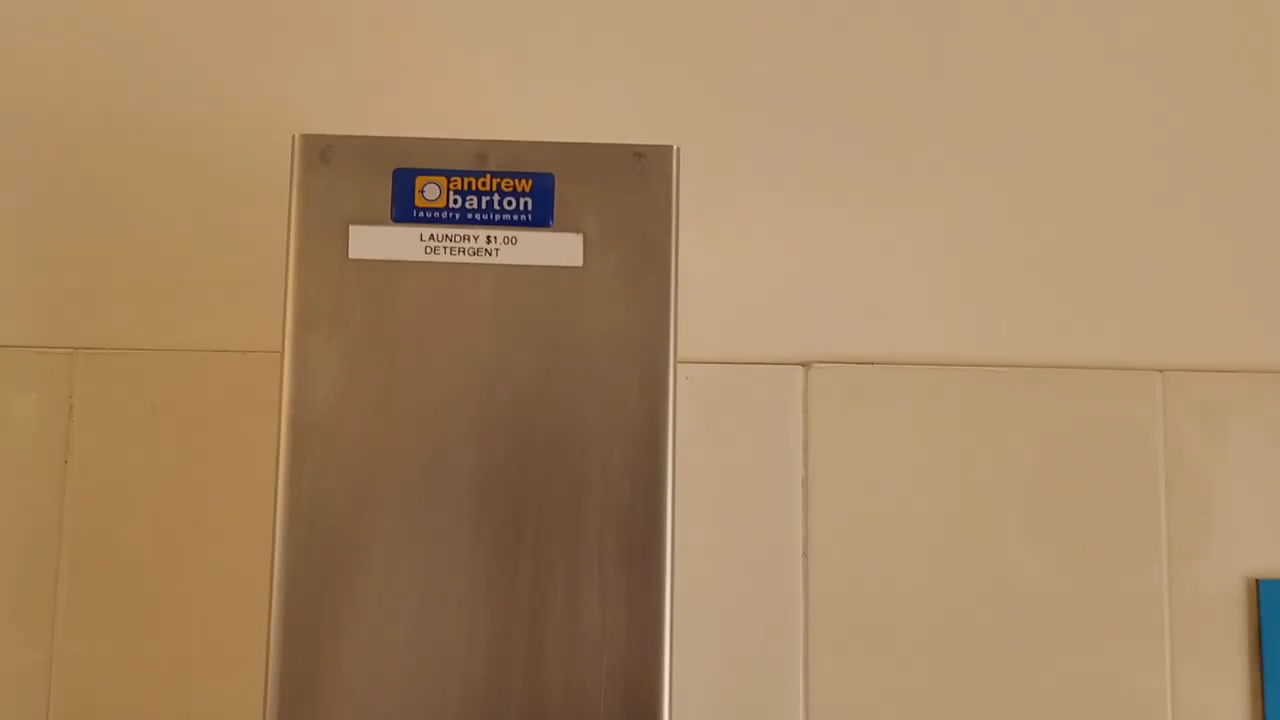 andrew
barton
laundry equipment
LAUNDRY $1.00
DETERGENT